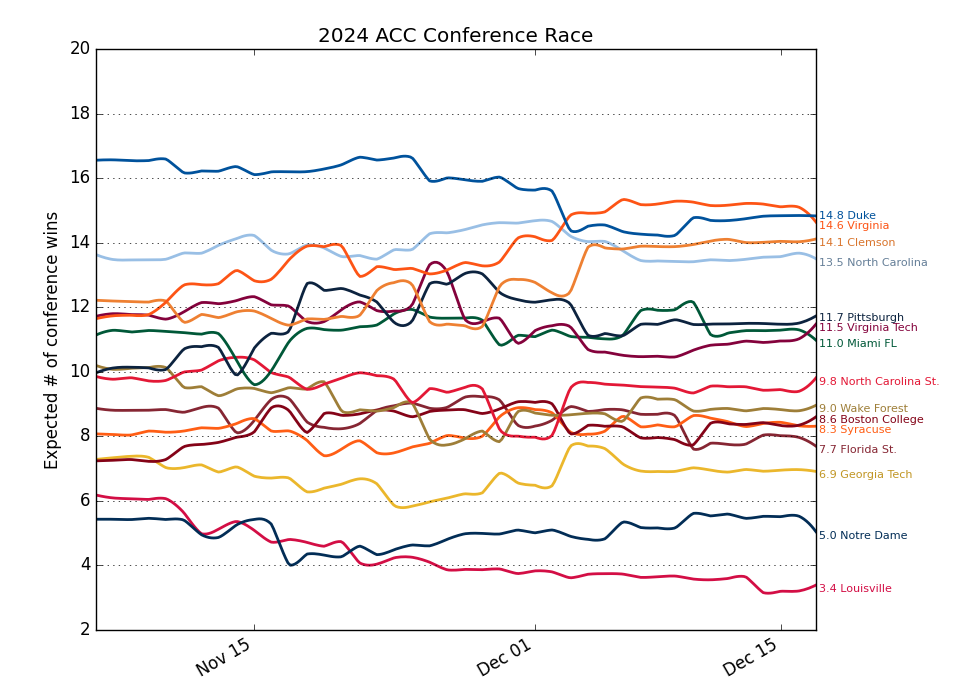 2024 ACC Conference Race
Expected # of conference wins
20
18
16
14
12
10
8
6
4
2
14.8 Duke
14.6 Virginia
14.1 Clemson
13.5 North Carolina
11.7 Pittsburgh
11.5 Virginia Tech
11.0 Miami FL
9.8 North Carolina St.
9.0 Wake Forest
8.6 Boston College
8.3 Syracuse
7.7 Florida St.
6.9 Georgia Tech
5.0 Notre Dame
3.4 Louisville
Nov 15
Dec 01
Dec 15